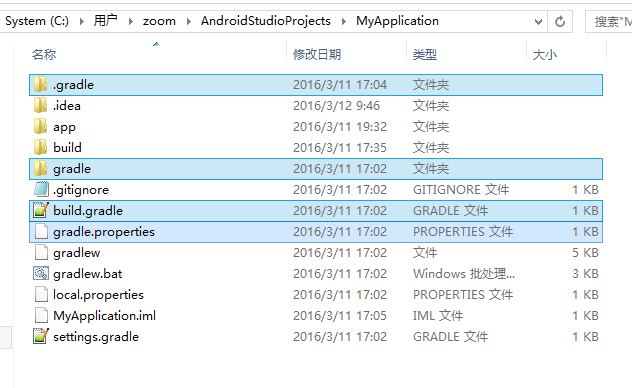 System (C:) 用户 zoom AndroidStudioProjects MyApplication 搜索"M
名称 修改日期 类型 大小
.gradle 2016/3/11 17:04 文件夹
.idea 2016/3/12 9:46 文件夹
app 2016/3/11 19:32 文件夹
build 2016/3/11 17:35 文件夹
gradle 2016/3/11 17:02 文件夹
.gitignore 2016/3/11 17:02 GITIGNORE 文件 1 KB
build.gradle 2016/3/11 17:02 GRADLE 文件 1 KB
gradle.properties 2016/3/11 17:02 PROPERTIES 文件 1 KB
gradlew 2016/3/11 17:02 文件 5 KB
gradlew.bat 2016/3/11 17:02 Windows 批处理... 3 KB
local.properties 2016/3/11 17:02 PROPERTIES 文件 1 KB
MyApplication.iml 2016/3/11 17:05 IML 文件 1 KB
settings.gradle 2016/3/11 17:02 GRADLE 文件 1 KB